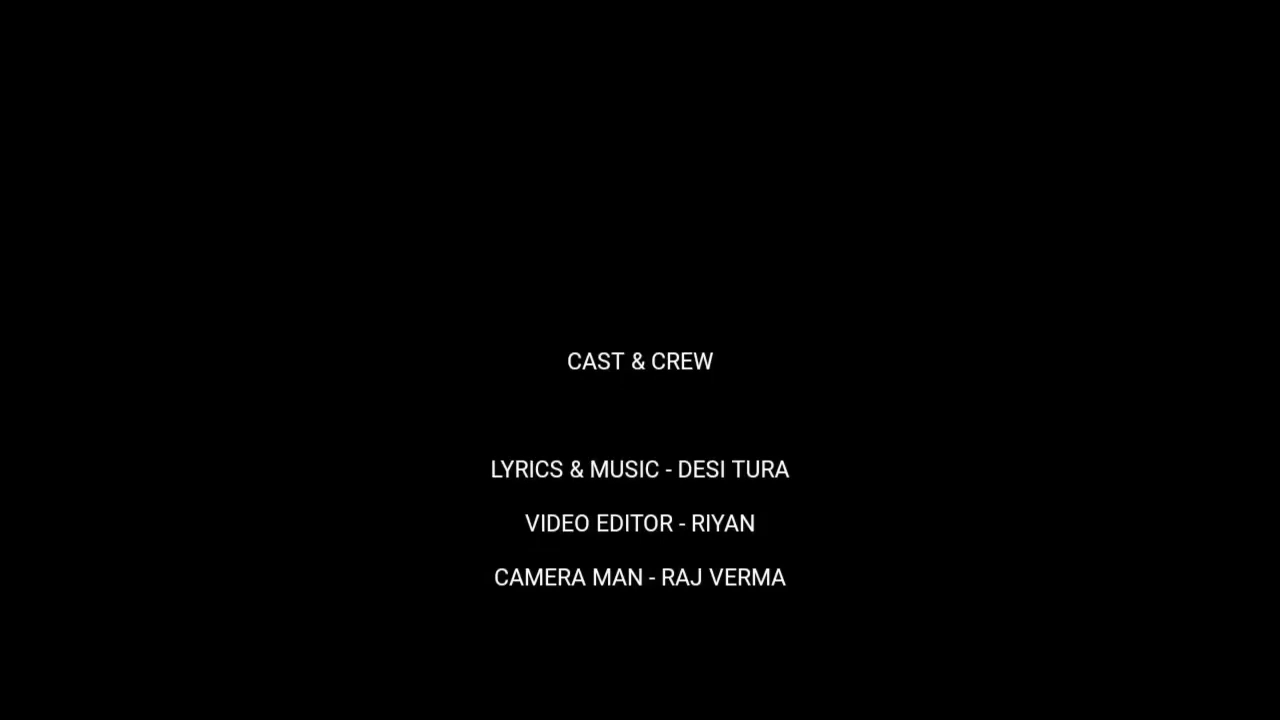 CAST & CREW
LYRICS & MUSIC - DESI TURA
VIDEO EDITOR - RIYAN
CAMERA MAN - RAJ VERMA